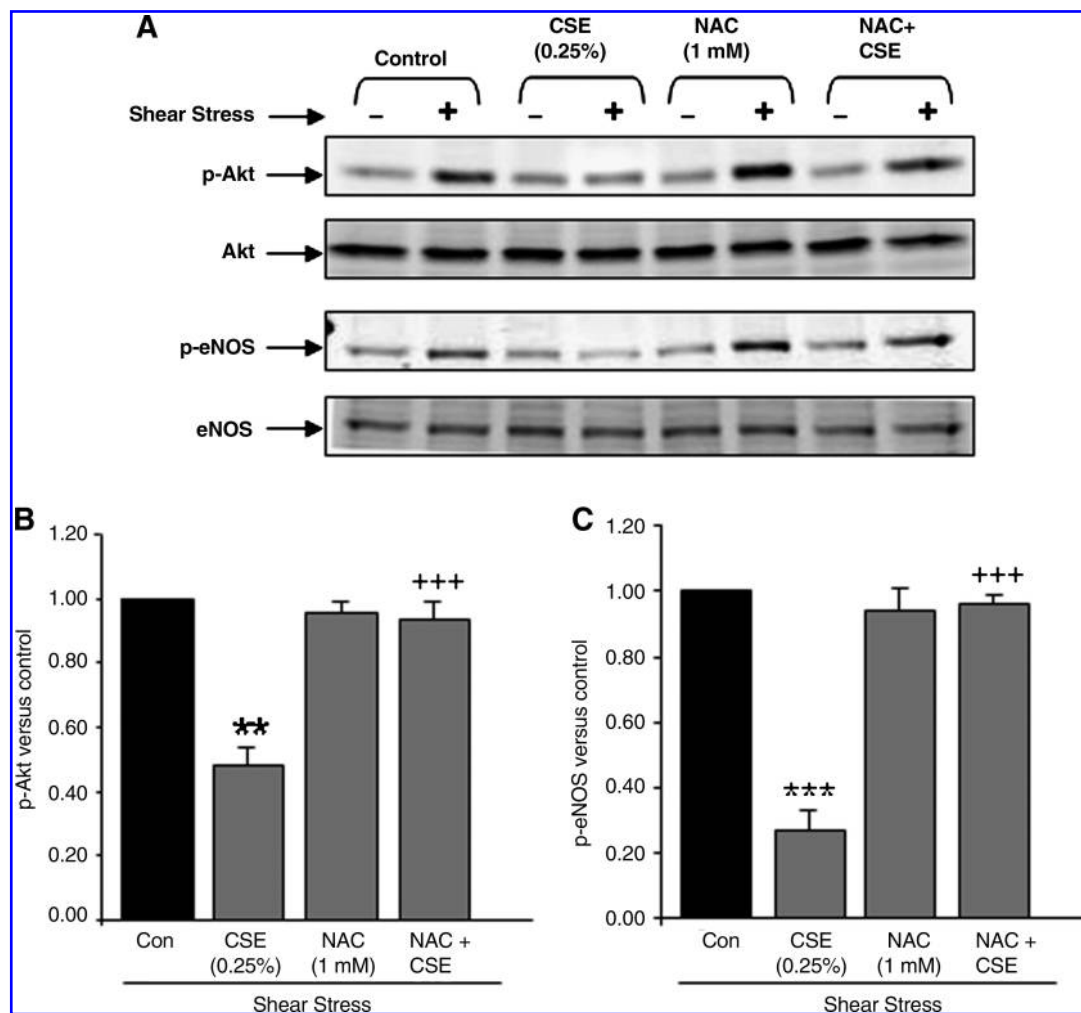 A
Control
CSE
(0.25%)
NAC
(1 mM)
NAC+
CSE
Shear Stress
– + – + – + – +
p-Akt
Akt
p-eNOS
eNOS
B
p-Akt versus control
1.20
1.00
0.80
0.60
0.40
0.20
0.00
**
+++
Con
CSE
(0.25%)
NAC
(1 mM)
NAC +
CSE
Shear Stress
C
p-eNOS versus control
1.20
1.00
0.80
0.60
0.40
0.20
0.00
***
+++
Con
CSE
(0.25%)
NAC
(1 mM)
NAC +
CSE
Shear Stress